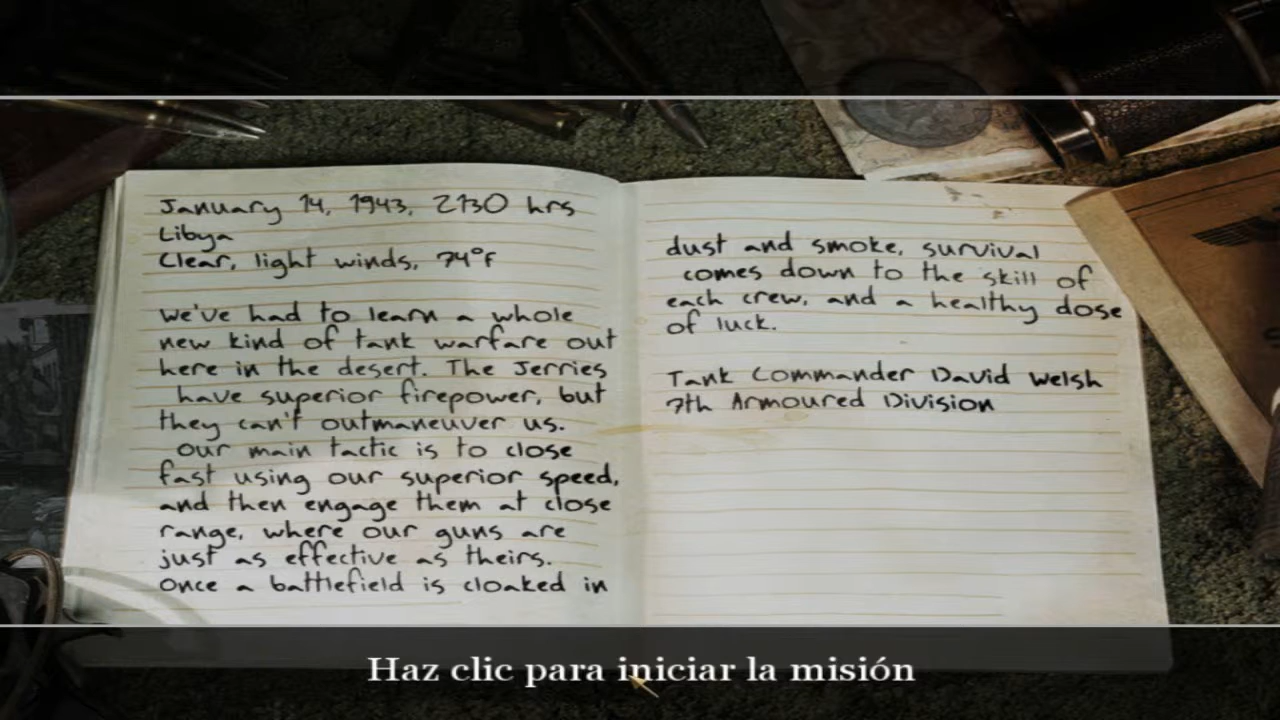 January 14, 1943, 2130 hrs
Libya
Clear, light winds, 74°F
We've had to learn a whole
new kind of tank warfare out
here in the desert. The Jerries
have superior firepower, but
they can't outmaneuver us.
Our main tactic is to close
fast using our superior speed,
and then engage them at close
range, where our guns are
just as effective as theirs.
Once a battlefield is cloaked in
dust and smoke, survival
comes down to the skill of
each crew, and a healthy dose
of luck.
Tank Commander David Welsh
7th Armoured Division
Haz clic para iniciar la misión